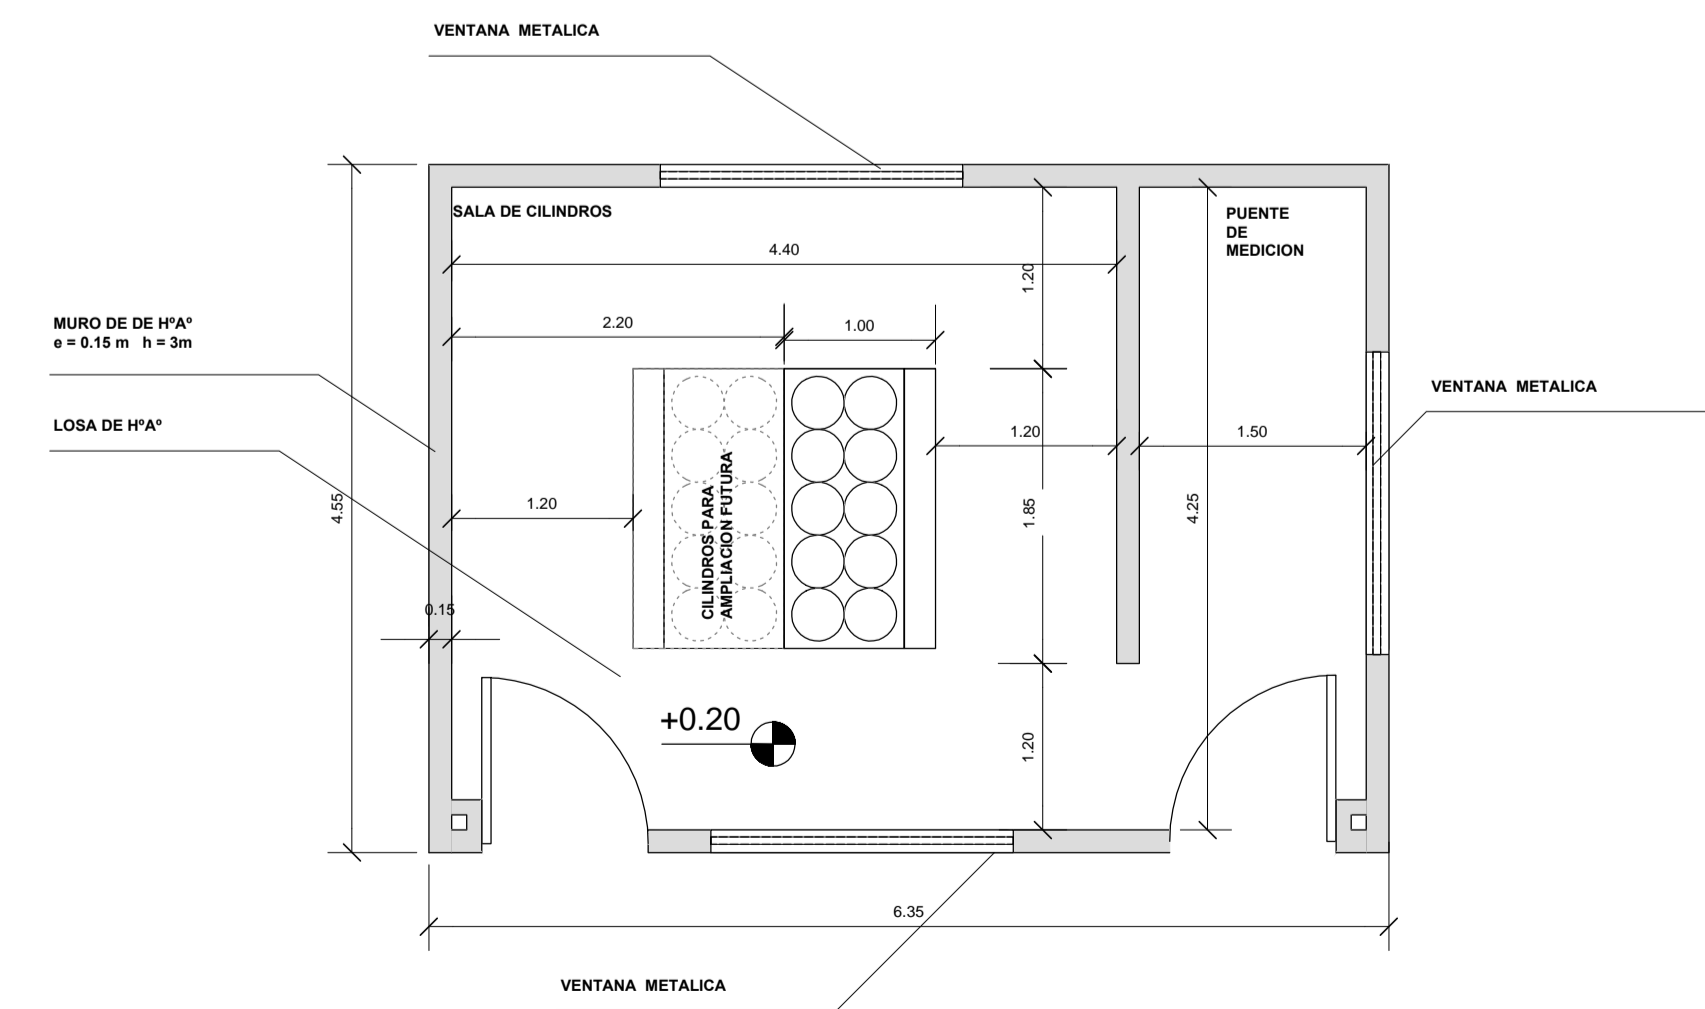 VENTANA METALICA
SALA DE CILINDROS
PUENTE
DE
MEDICION
4.40
1.20
MURO DE DE HºAº
e = 0.15 m h = 3m
2.20
1.00
VENTANA METALICA
LOSA DE HºAº
1.20
1.50
4.55
1.20
CILINDROS PARA
AMPLIACION FUTURA
1.85
4.25
0.15
+0.20
1.20
6.35
VENTANA METALICA